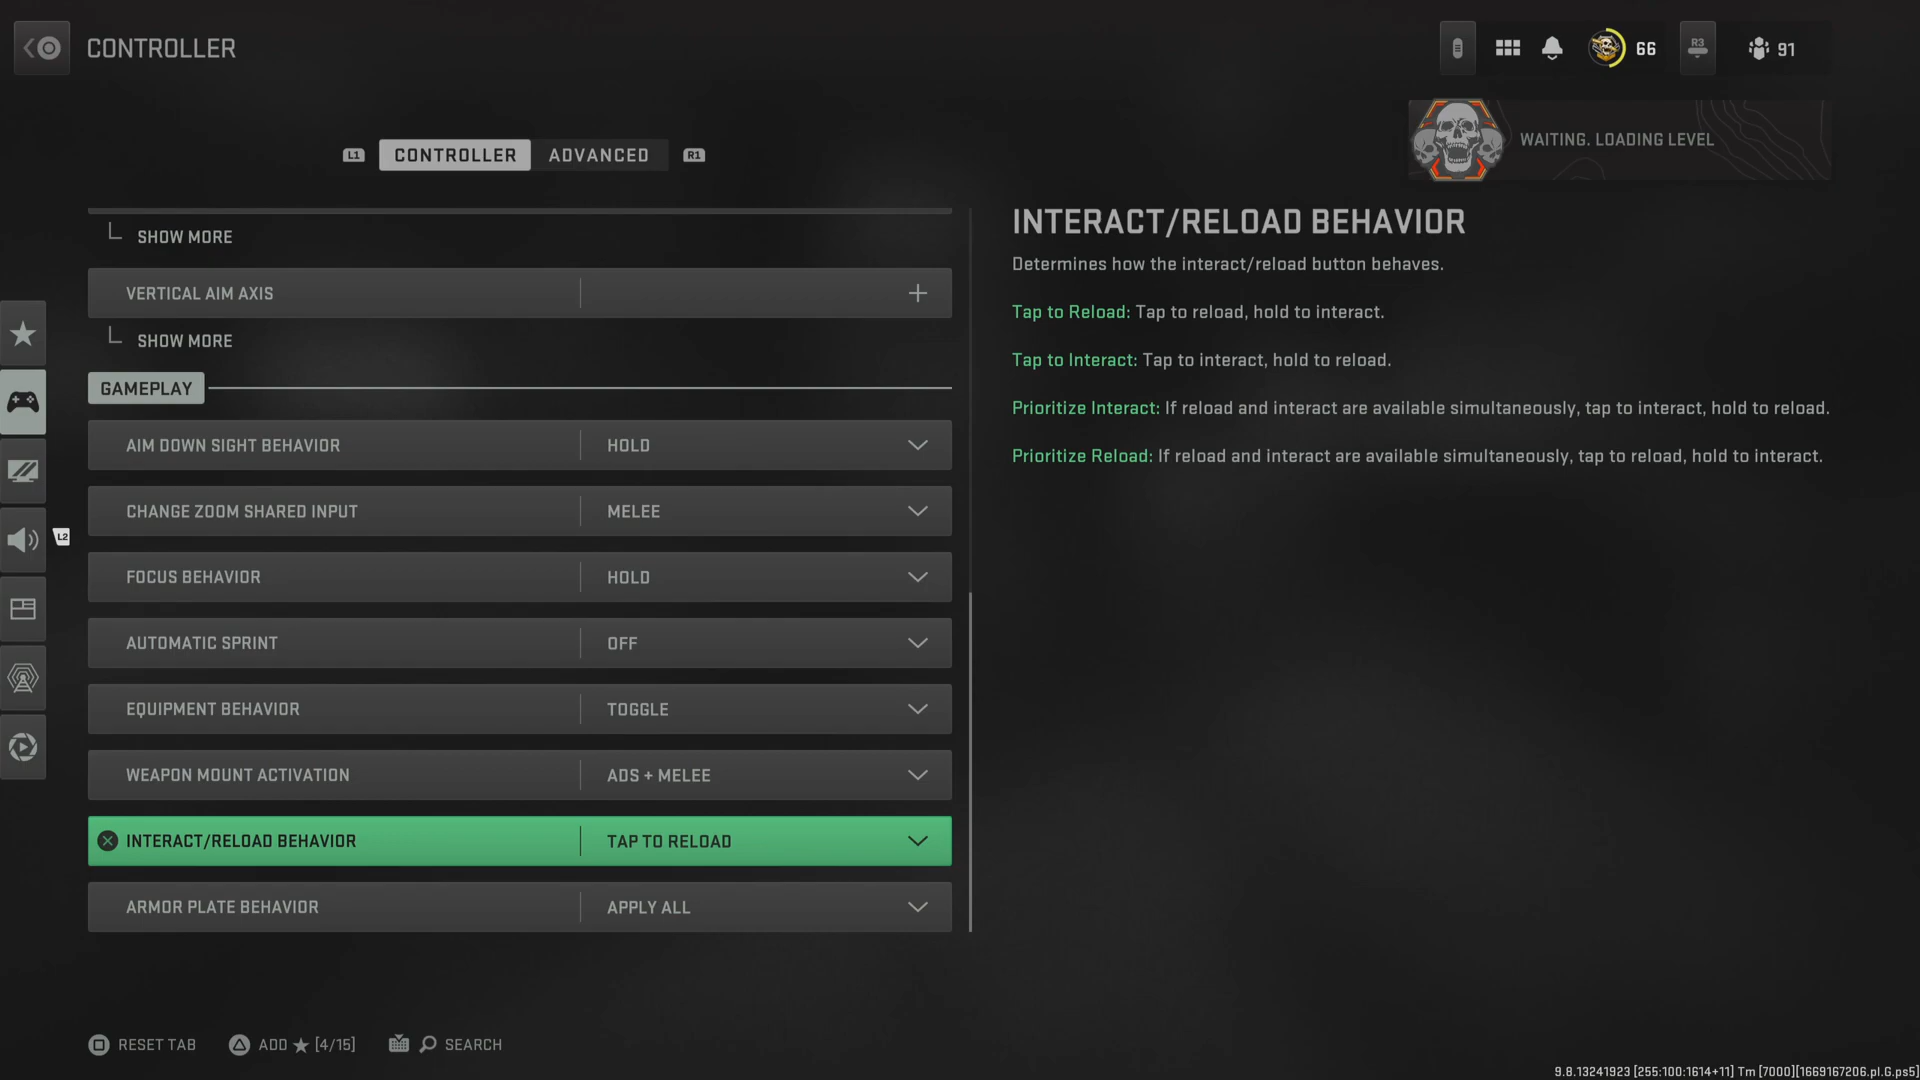 CONTROLLER
66
R3
91
WAITING. LOADING LEVEL
L1
CONTROLLER
ADVANCED
R1
SHOW MORE
VERTICAL AIM AXIS
SHOW MORE
GAMEPLAY
AIM DOWN SIGHT BEHAVIOR HOLD
CHANGE ZOOM SHARED INPUT MELEE
L2
FOCUS BEHAVIOR HOLD
AUTOMATIC SPRINT OFF
EQUIPMENT BEHAVIOR TOGGLE
WEAPON MOUNT ACTIVATION ADS + MELEE
INTERACT/RELOAD BEHAVIOR TAP TO RELOAD
ARMOR PLATE BEHAVIOR APPLY ALL
INTERACT/RELOAD BEHAVIOR
Determines how the interact/reload button behaves.
Tap to Reload: Tap to reload, hold to interact.
Tap to Interact: Tap to interact, hold to reload.
Prioritize Interact: If reload and interact are available simultaneously, tap to interact, hold to reload.
Prioritize Reload: If reload and interact are available simultaneously, tap to reload, hold to interact.
RESET TAB
ADD ★ [4/15]
SEARCH
9.8.13241923 [255:100:1614+11] Tm [7000][1669167206.pl.G.ps5]